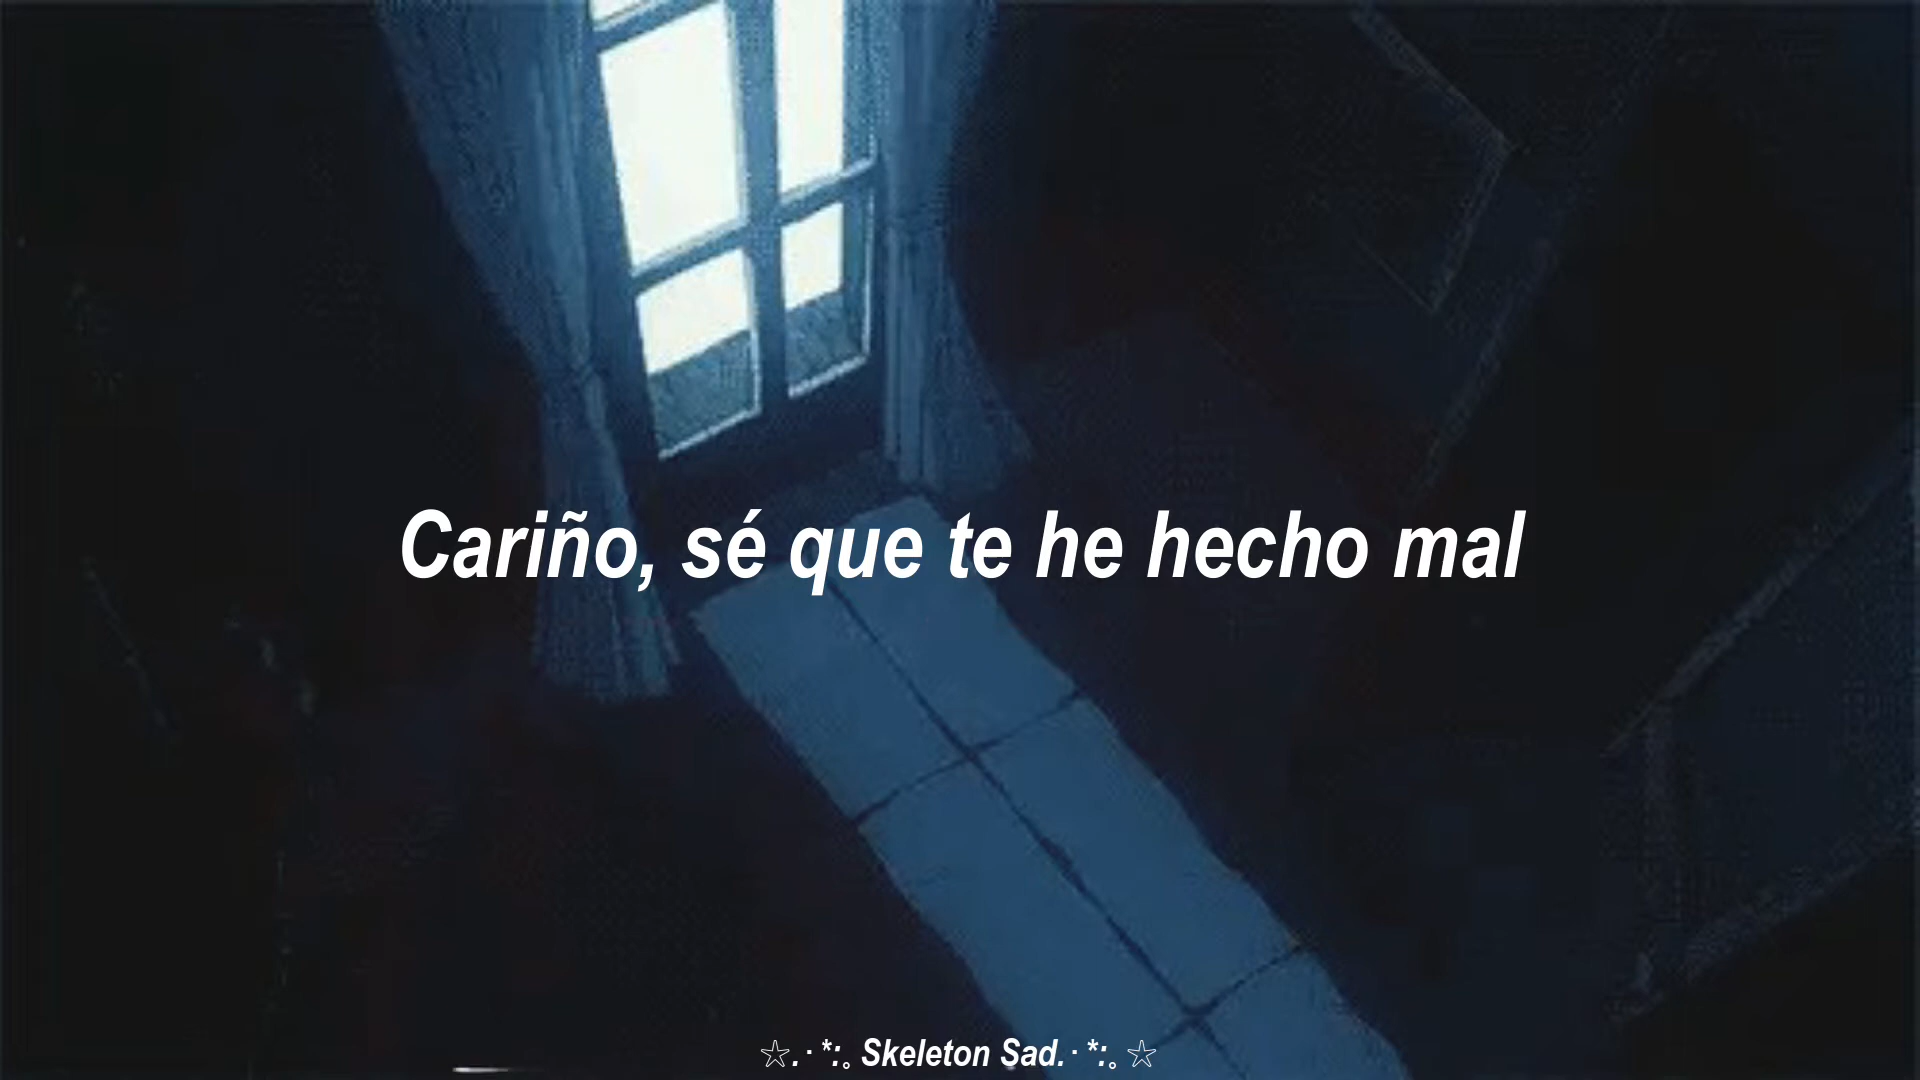 Cariño, sé que te he hecho mal
☆.·*:｡ Skeleton Sad.·*:｡ ☆